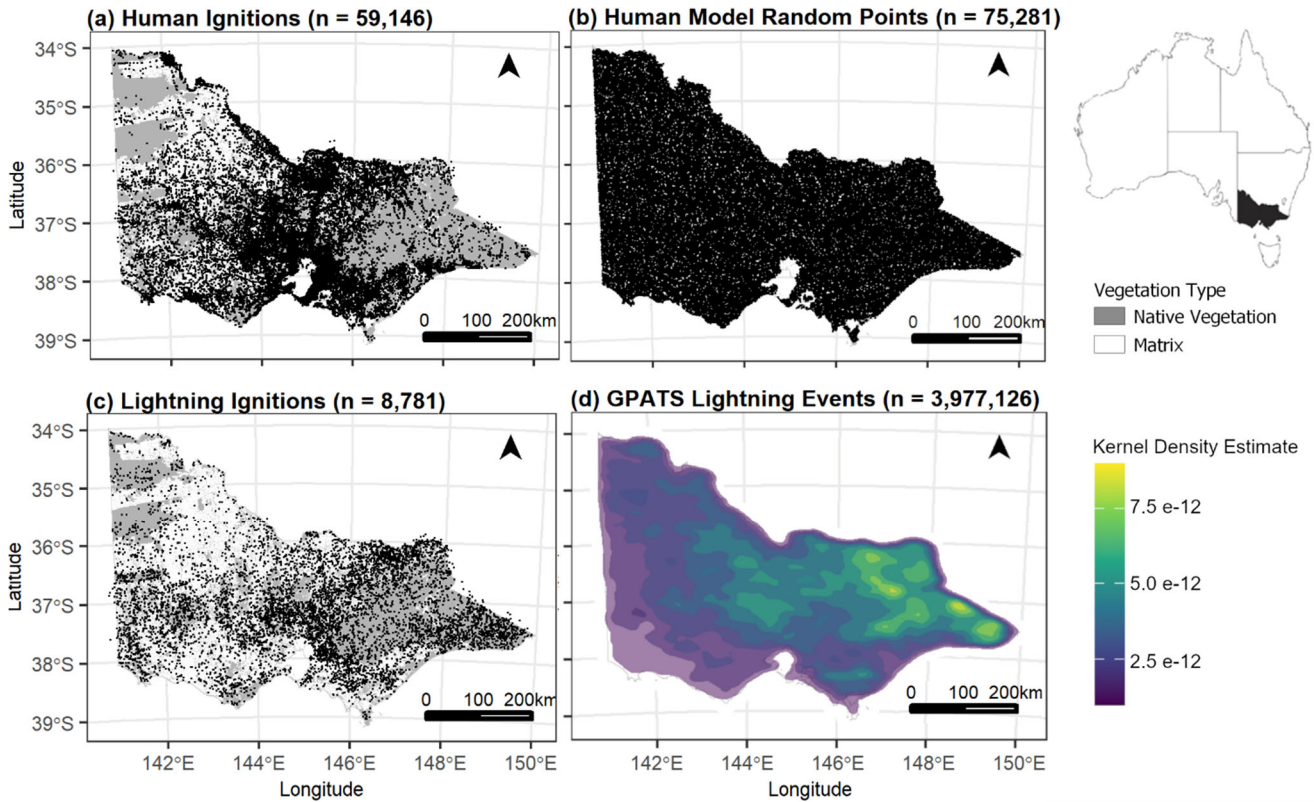 (a) Human Ignitions (n = 59,146)
34°S
35°S
36°S
37°S
38°S
39°S
Latitude
0 100 200km
(b) Human Model Random Points (n = 75,281)
0 100 200km
Vegetation Type
Native Vegetation
Matrix
(c) Lightning Ignitions (n = 8,781)
34°S
35°S
36°S
37°S
38°S
39°S
Latitude
0 100 200km
142°E 144°E 146°E 148°E 150°E
Longitude
(d) GPATS Lightning Events (n = 3,977,126)
0 100 200km
142°E 144°E 146°E 148°E 150°E
Longitude
Kernel Density Estimate
7.5 e-12
5.0 e-12
2.5 e-12